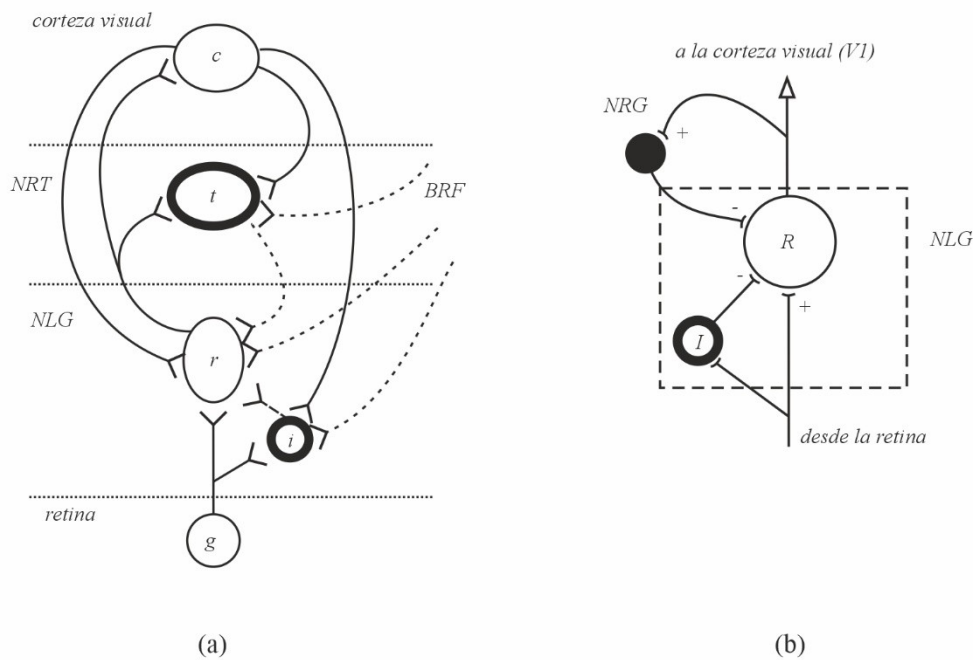 corteza visual
c
NRT
t
BRF
NLG
r
i
retina
g
(a)
a la corteza visual (V1)
NRG
+
-
R
NLG
-
+
I
desde la retina
(b)